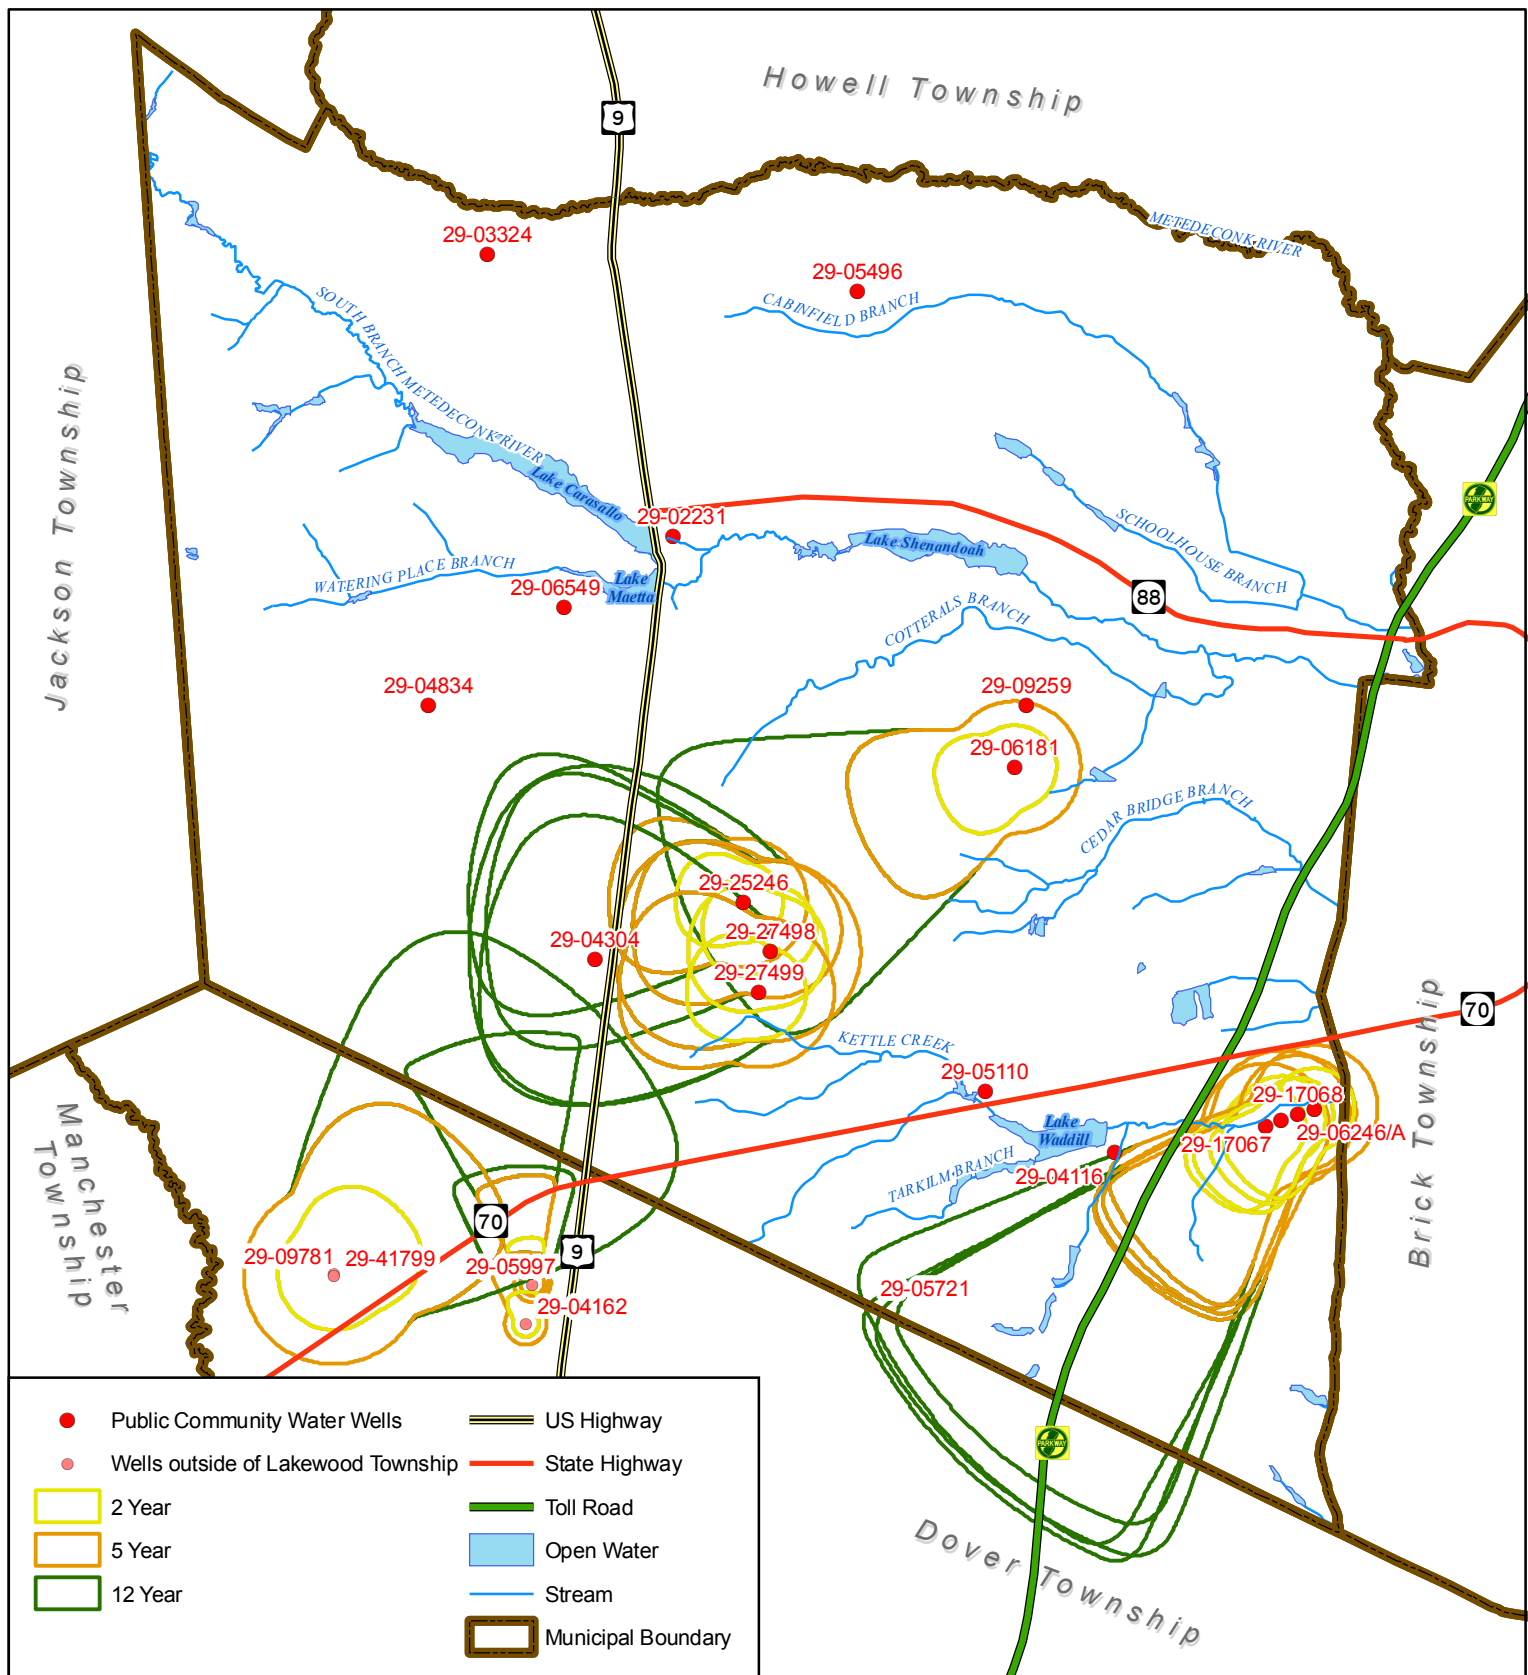 Howell Township
9
METEDECONK RIVER
29-03324
29-05496
CABINFIELD BRANCH
SOUTH BRANCH METEDECONK RIVER
Jackson Township
Lake Carasallo
PARKWAY
29-02231
SCHOOLHOUSE BRANCH
Lake Shenandoah
WATERING PLACE BRANCH
Lake
Maetta
29-06549
88
COTTERALS BRANCH
29-04834
29-09259
29-06181
CEDAR BRIDGE BRANCH
29-25246
29-27498
29-04304
29-27499
70
KETTLE CREEK
29-05110
Brick Township
29-17068
29-06246/A
29-17067
Lake
Waddill
29-04116
TARKILM BRANCH
Manchester
Township
70
9
29-09781
29-41799
29-05997
29-04162
29-05721
PARKWAY
Dover Township
Public Community Water Wells
Wells outside of Lakewood Township
2 Year
5 Year
12 Year
US Highway
State Highway
Toll Road
Open Water
Stream
Municipal Boundary